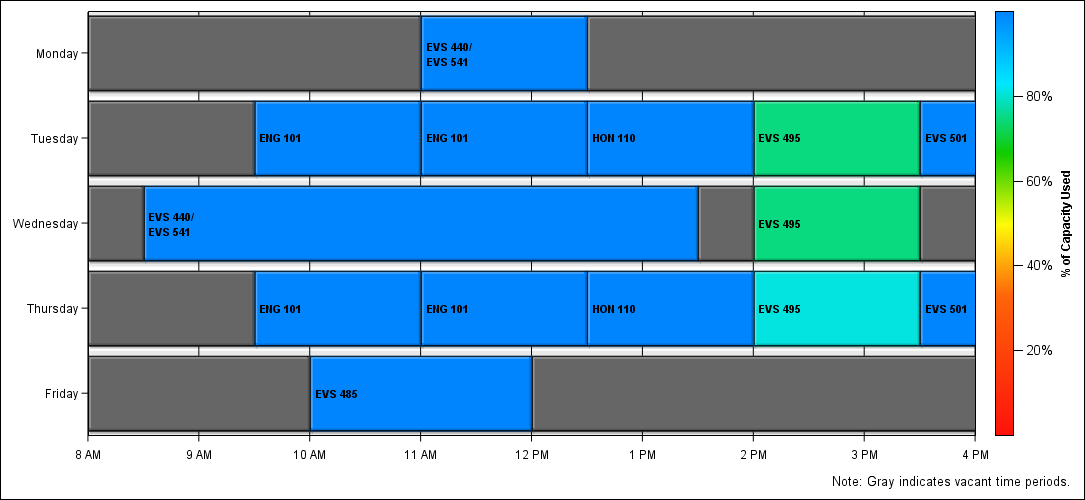 Monday
EVS 440/
EVS 541
Tuesday
ENG 101
ENG 101
HON 110
EVS 495
EVS 501
Wednesday
EVS 440/
EVS 541
EVS 495
Thursday
ENG 101
ENG 101
HON 110
EVS 495
EVS 501
Friday
EVS 485
8 AM
9 AM
10 AM
11 AM
12 PM
1 PM
2 PM
3 PM
4 PM
80%
60%
40%
20%
% of Capacity Used
Note: Gray indicates vacant time periods.